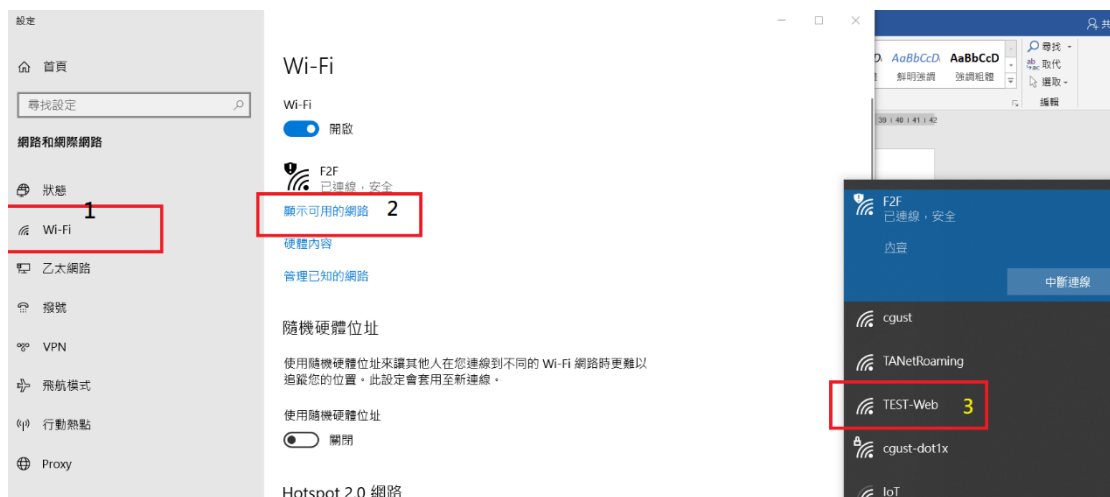 設定
首頁
尋找設定
網路和網際網路
狀態
1
Wi-Fi
乙太網路
撥號
VPN
飛航模式
行動熱點
Proxy
Wi-Fi
Wi-Fi
開啟
F2F
已連線，安全
顯示可用的網路 2
硬體內容
管理已知的網路
隨機硬體位址
使用隨機硬體位址來讓其他人在您連線到不同的 Wi-Fi 網路時更難以
追蹤您的位置。此設定會套用至新連線。
使用隨機硬體位址
關閉
Hotspot 2.0 網路
共
AaBbCcD AaBbCcD
鮮明強調 強調粗體
尋找
取代
選取
編輯
39 40 41 42
F2F
已連線，安全
內容
中斷連線
cgust
TANetRoaming
TEST-Web 3
cgust-dot1x
IoT